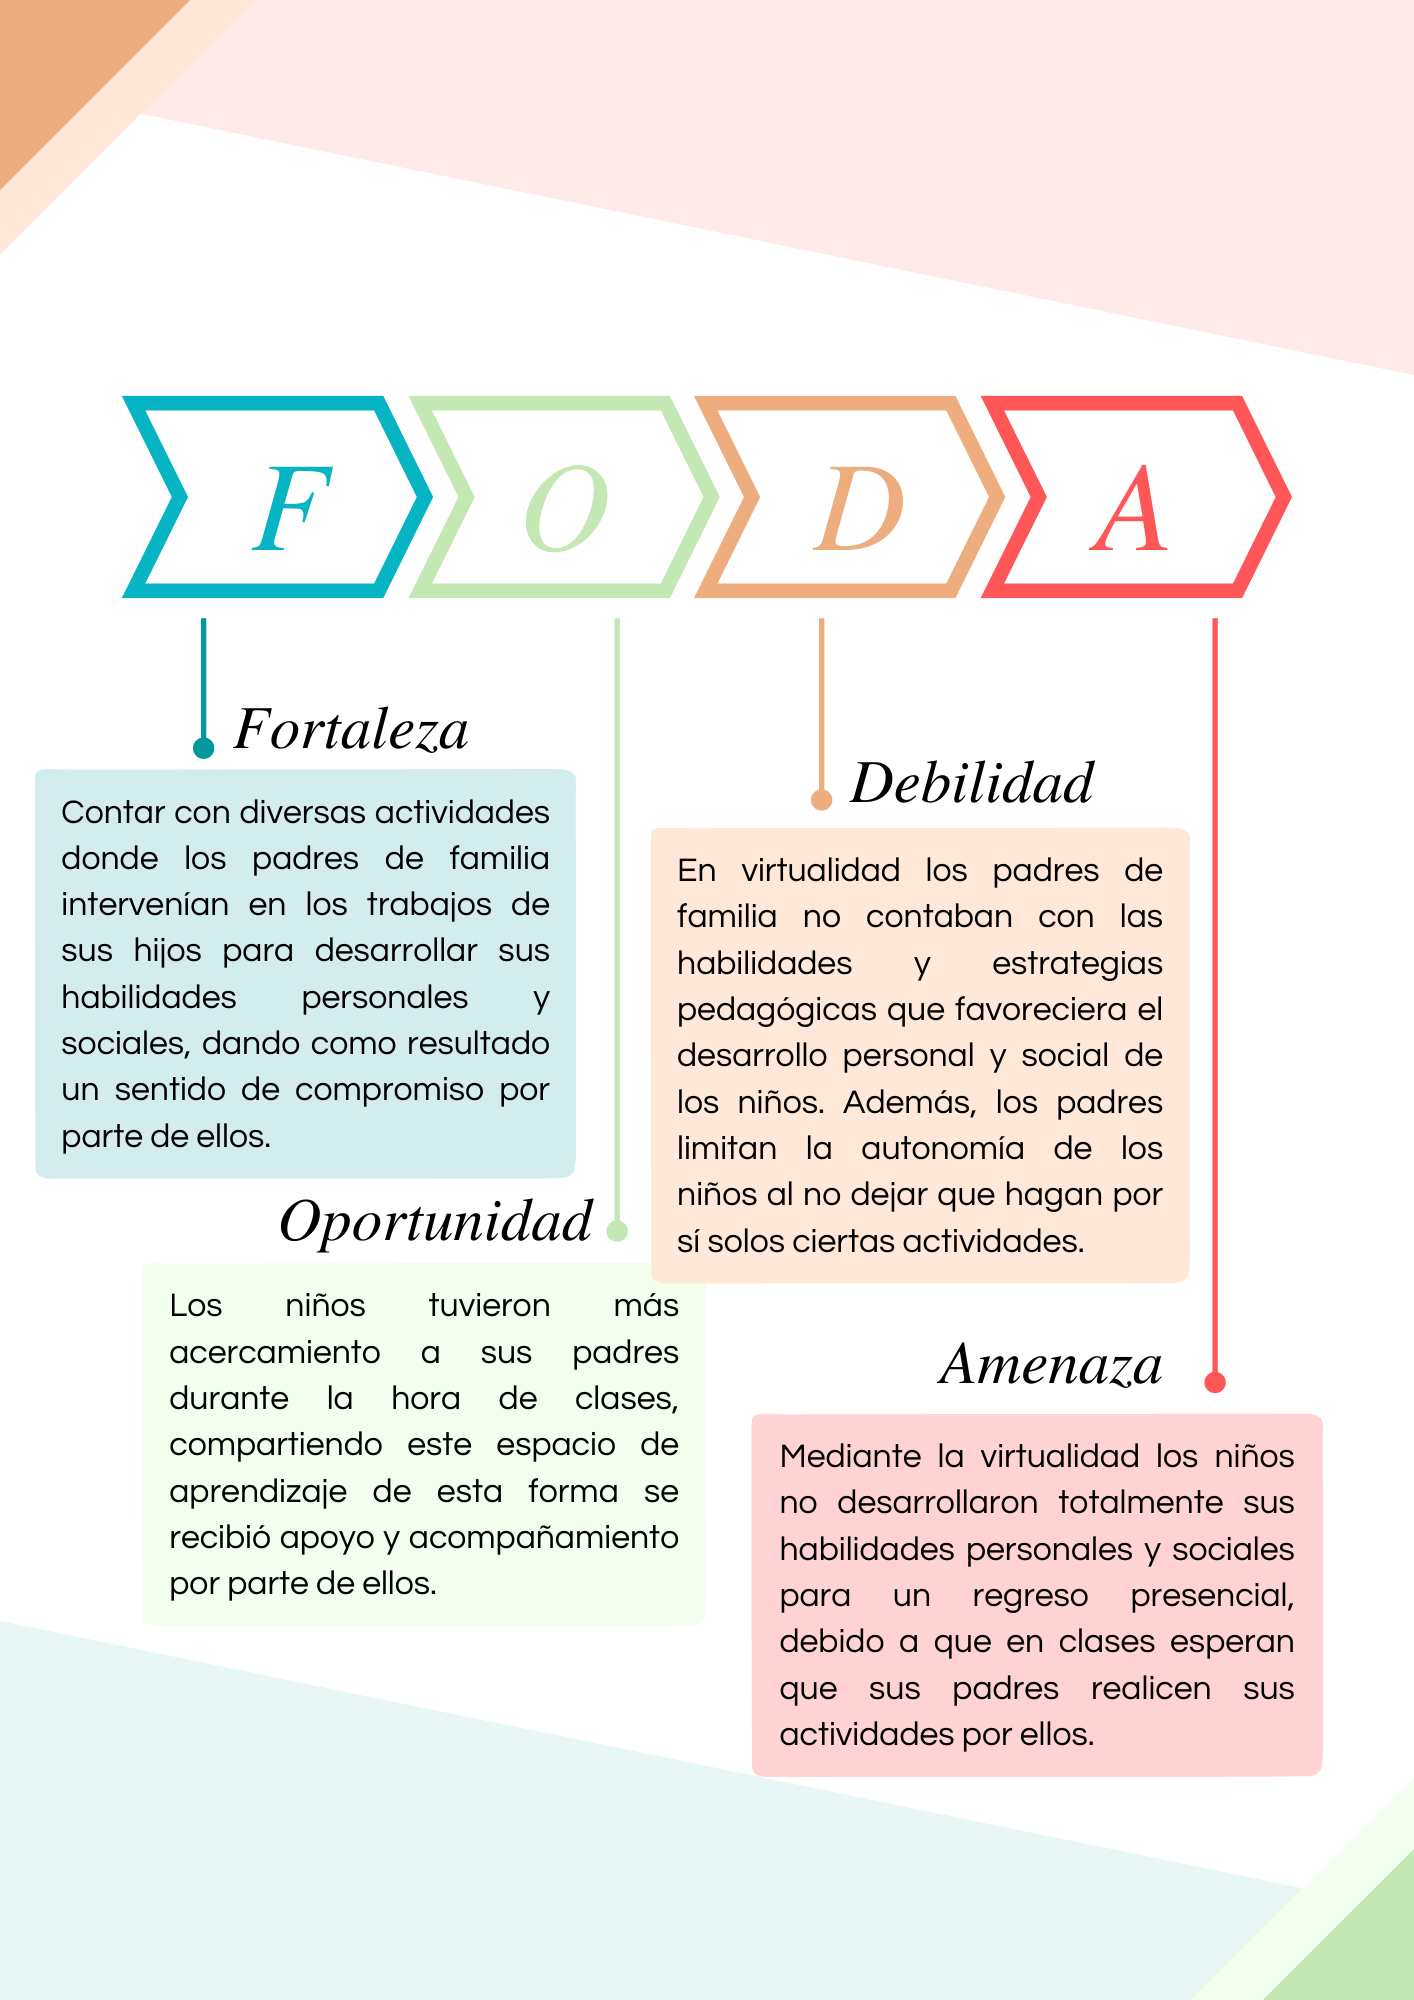 F O D A
Fortaleza
Contar con diversas actividades
donde los padres de familia
intervenían en los trabajos de
sus hijos para desarrollar sus
habilidades personales y
sociales, dando como resultado
un sentido de compromiso por
parte de ellos.
Oportunidad
Los niños tuvieron más
acercamiento a sus padres
durante la hora de clases,
compartiendo este espacio de
aprendizaje de esta forma se
recibió apoyo y acompañamiento
por parte de ellos.
Debilidad
En virtualidad los padres de
familia no contaban con las
habilidades y estrategias
pedagógicas que favoreciera el
desarrollo personal y social de
los niños. Además, los padres
limitan la autonomía de los
niños al no dejar que hagan por
sí solos ciertas actividades.
Amenaza
Mediante la virtualidad los niños
no desarrollaron totalmente sus
habilidades personales y sociales
para un regreso presencial,
debido a que en clases esperan
que sus padres realicen sus
actividades por ellos.